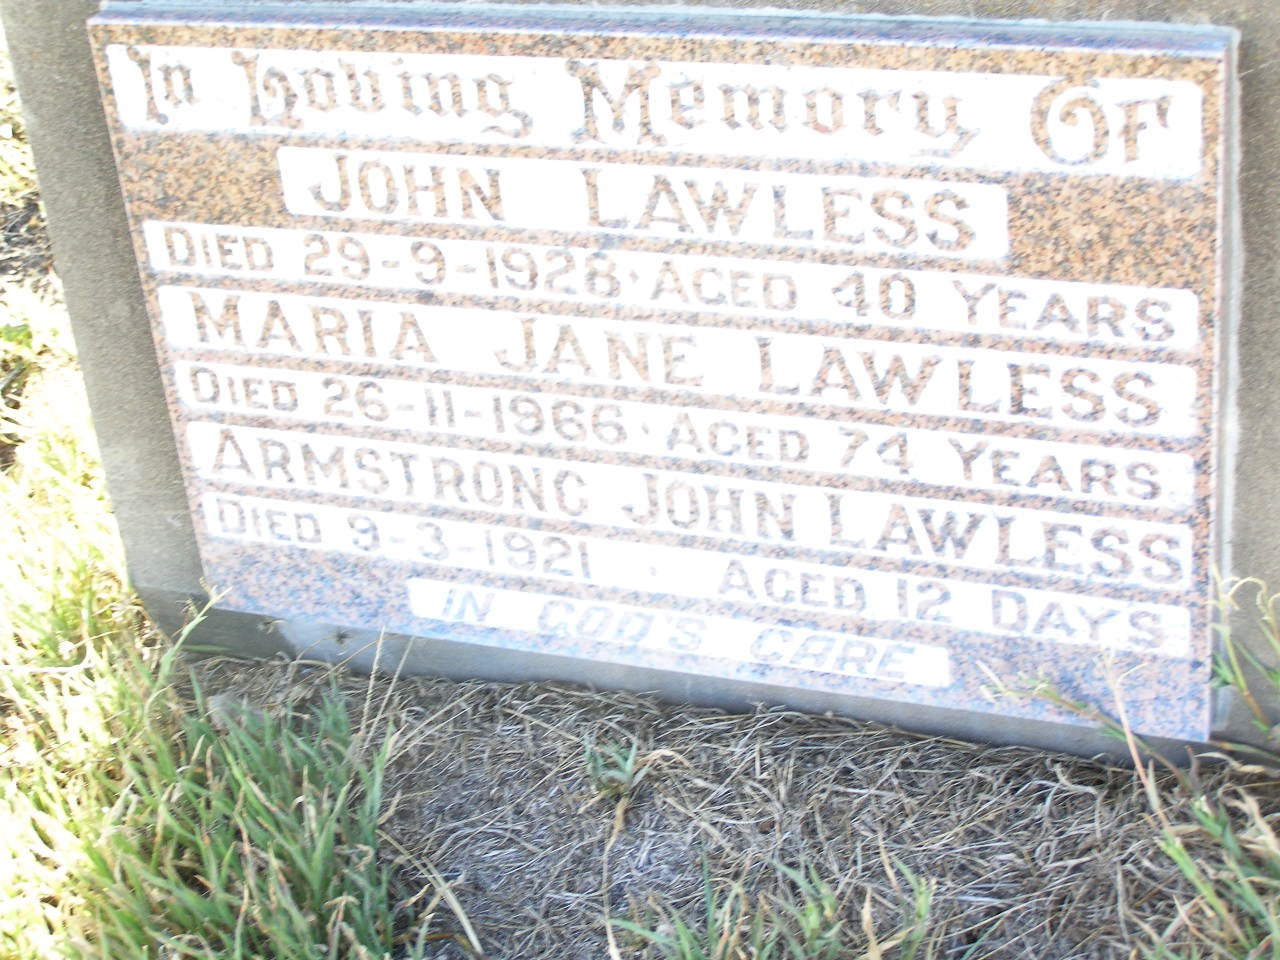 In Loving Memory Of
JOHN LAWLESS
DIED 29-9-1928 · AGED 40 YEARS
MARIA JANE LAWLESS
DIED 26-11-1966 · AGED 74 YEARS
ARMSTRONG JOHN LAWLESS
DIED 9-3-1921 · AGED 12 DAYS
IN GOD'S CARE